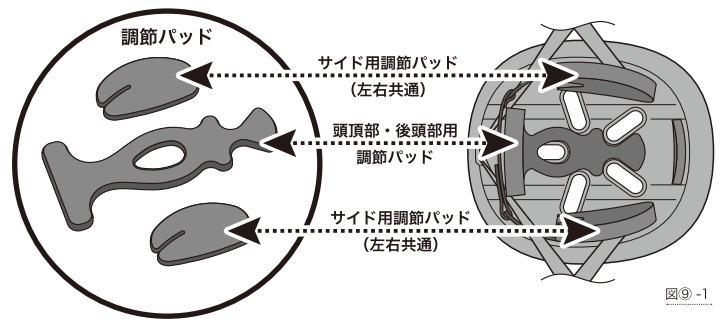 調節パッド
サイド用調節パッド
（左右共通）
頭頂部・後頭部用
調節パッド
サイド用調節パッド
（左右共通）
図⑨-1